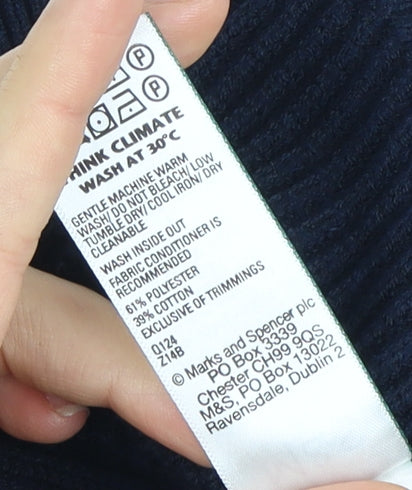 P
P
THINK CLIMATE
WASH AT 30°C
GENTLE MACHINE WARM
WASH/DO NOT BLEACH/LOW
TUMBLE DRY/COOL IRON/DRY
CLEANABLE
WASH INSIDE OUT
FABRIC CONDITIONER IS
RECOMMENDED
61% POLYESTER
39% COTTON
EXCLUSIVE OF TRIMMINGS
0124
Z14B
© Marks and Spencer plc
PO Box 3339
Chester CH99 9QS
M&S, PO Box 13022
Ravensdale, Dublin 2